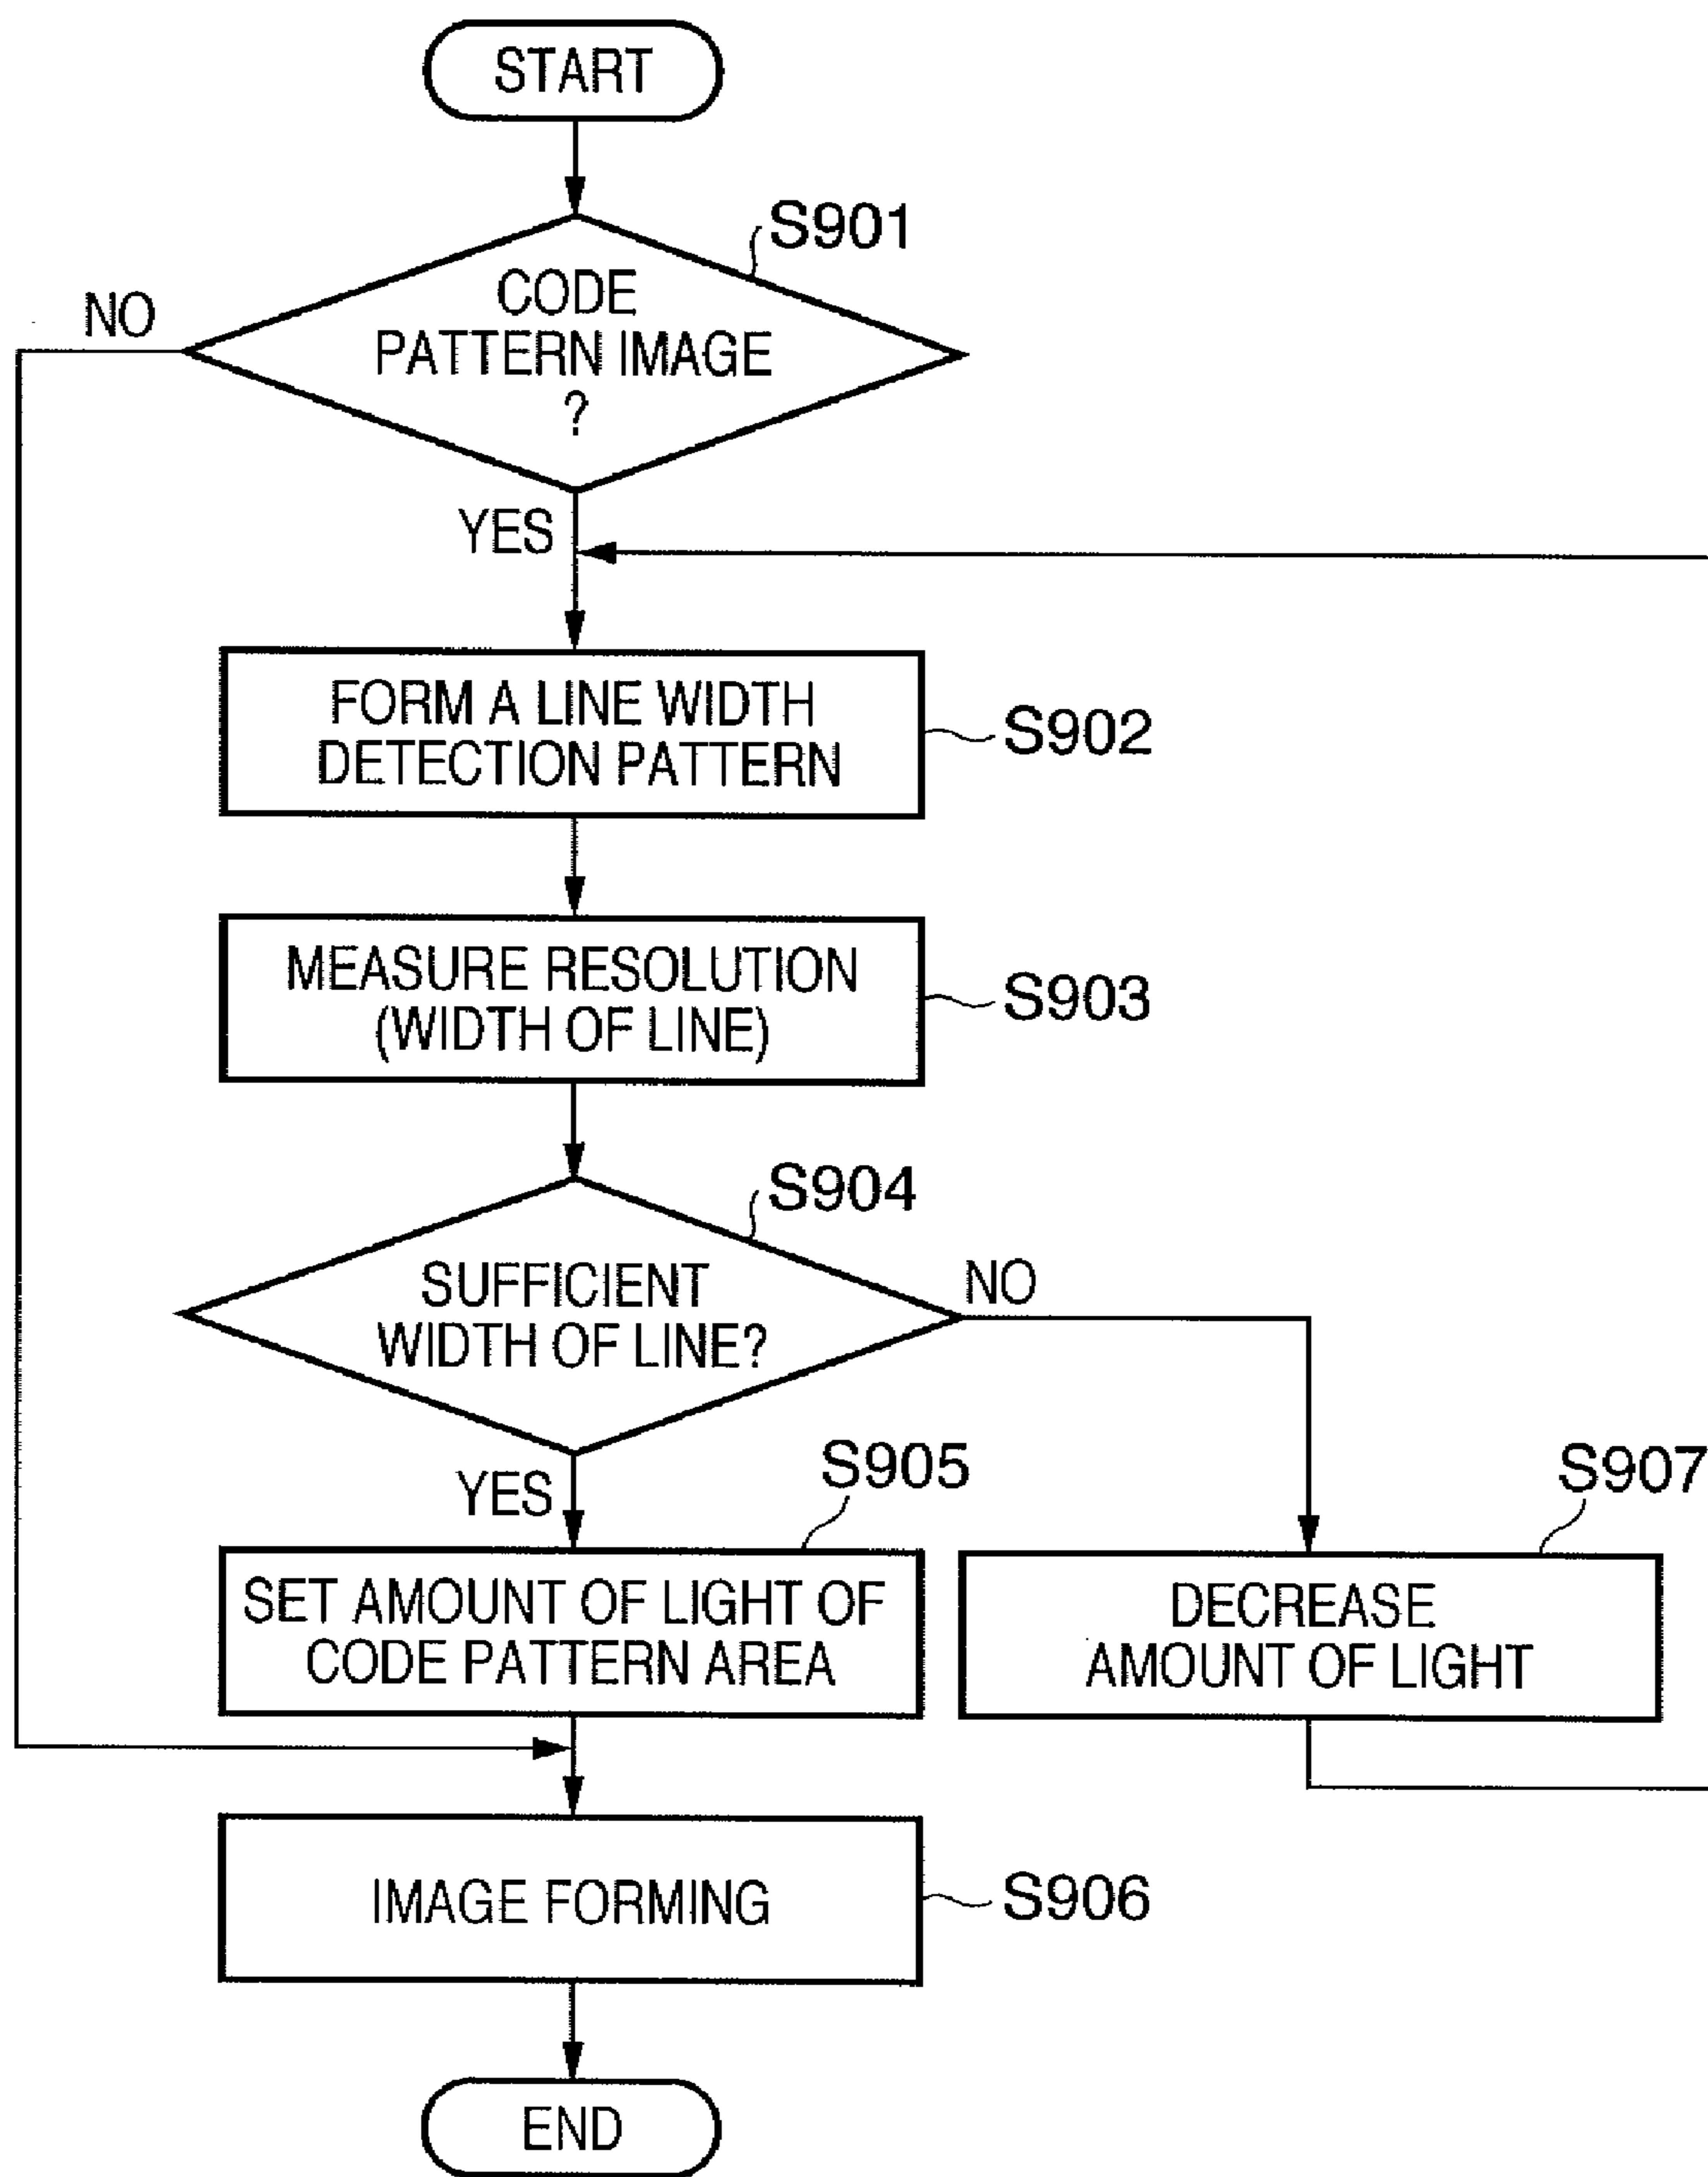 START
S901
CODE
PATTERN IMAGE
?
NO
YES
FORM A LINE WIDTH
DETECTION PATTERN
S902
MEASURE RESOLUTION
(WIDTH OF LINE)
S903
S904
SUFFICIENT
WIDTH OF LINE?
NO
YES
S905
SET AMOUNT OF LIGHT OF
CODE PATTERN AREA
S907
DECREASE
AMOUNT OF LIGHT
IMAGE FORMING
S906
END